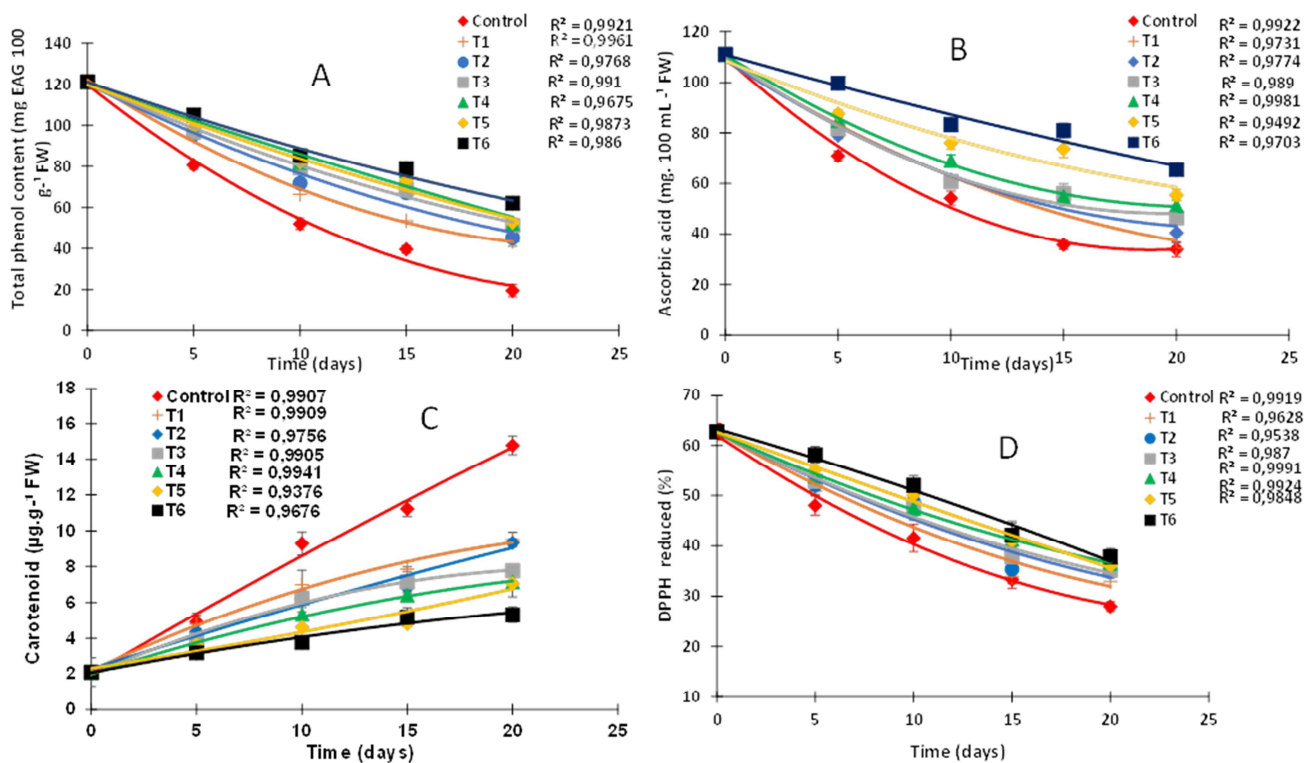 A
Total phenol content (mg EAG 100
g-¹ FW)
140
120
100
80
60
40
20
0
0 5 10 15 20 25
Time (days)
Control R² = 0,9921
T1 R² = 0,9961
T2 R² = 0,9768
T3 R² = 0,991
T4 R² = 0,9675
T5 R² = 0,9873
T6 R² = 0,986
B
Ascorbic acid (mg. 100 mL -¹ FW)
120
100
80
60
40
20
0
0 5 10 15 20 25
Time (days)
Control R² = 0,9922
T1 R² = 0,9731
T2 R² = 0,9774
T3 R² = 0,989
T4 R² = 0,9981
T5 R² = 0,9492
T6 R² = 0,9703
C
Carotenoid (µg.g-¹ FW)
18
16
14
12
10
8
6
4
2
0
0 5 10 15 20 25
Time (days)
Control R² = 0,9907
T1 R² = 0,9909
T2 R² = 0,9756
T3 R² = 0,9905
T4 R² = 0,9941
T5 R² = 0,9376
T6 R² = 0,9676
D
DPPH reduced (%)
70
60
50
40
30
20
10
0 5 10 15 20 25
Time (days)
Control R² = 0,9919
T1 R² = 0,9628
T2 R² = 0,9538
T3 R² = 0,987
T4 R² = 0,9991
T5 R² = 0,9924
T6 R² = 0,9848